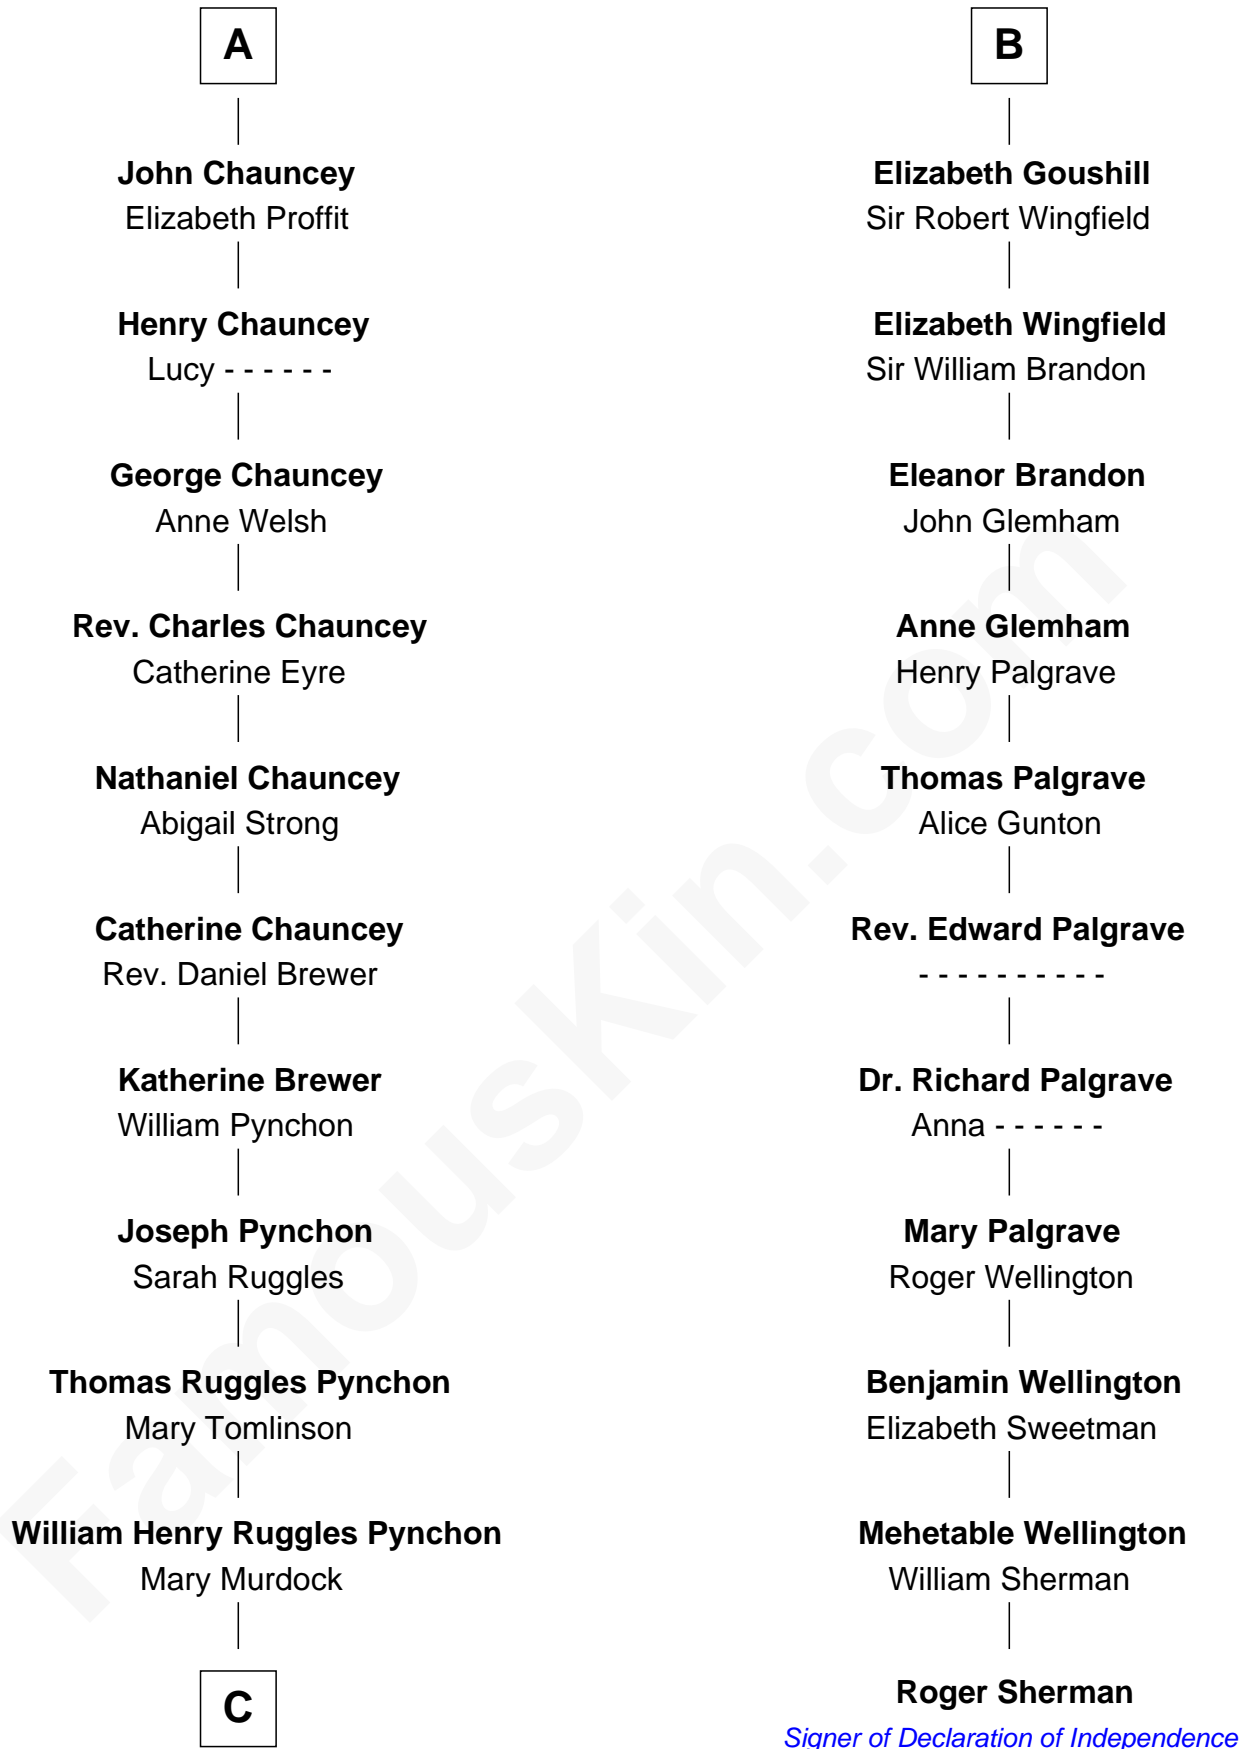 A
John Chauncey
Elizabeth Proffit
Henry Chauncey
Lucy - - - - - -
George Chauncey
Anne Welsh
Rev. Charles Chauncey
Catherine Eyre
Nathaniel Chauncey
Abigail Strong
Catherine Chauncey
Rev. Daniel Brewer
Katherine Brewer
William Pynchon
Joseph Pynchon
Sarah Ruggles
Thomas Ruggles Pynchon
Mary Tomlinson
William Henry Ruggles Pynchon
Mary Murdock
C
B
Elizabeth Goushill
Sir Robert Wingfield
Elizabeth Wingfield
Sir William Brandon
Eleanor Brandon
John Glemham
Anne Glemham
Henry Palgrave
Thomas Palgrave
Alice Gunton
Rev. Edward Palgrave
- - - - - - - - - -
Dr. Richard Palgrave
Anna - - - - - -
Mary Palgrave
Roger Wellington
Benjamin Wellington
Elizabeth Sweetman
Mehetable Wellington
William Sherman
Roger Sherman
Signer of Declaration of Independence
FamousKin.com